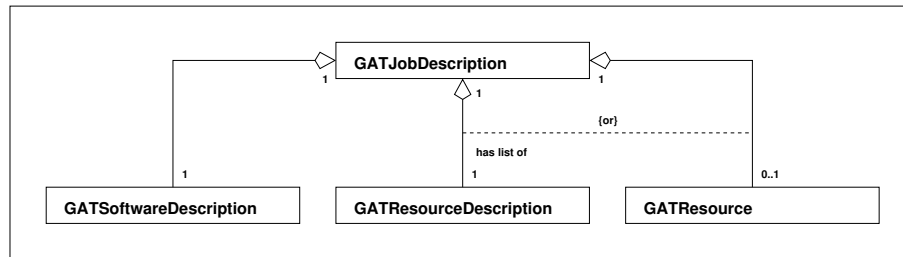 GATJobDescription
1
1
1
{or}
has list of
1
1
0..1
GATSoftwareDescription
GATResourceDescription
GATResource